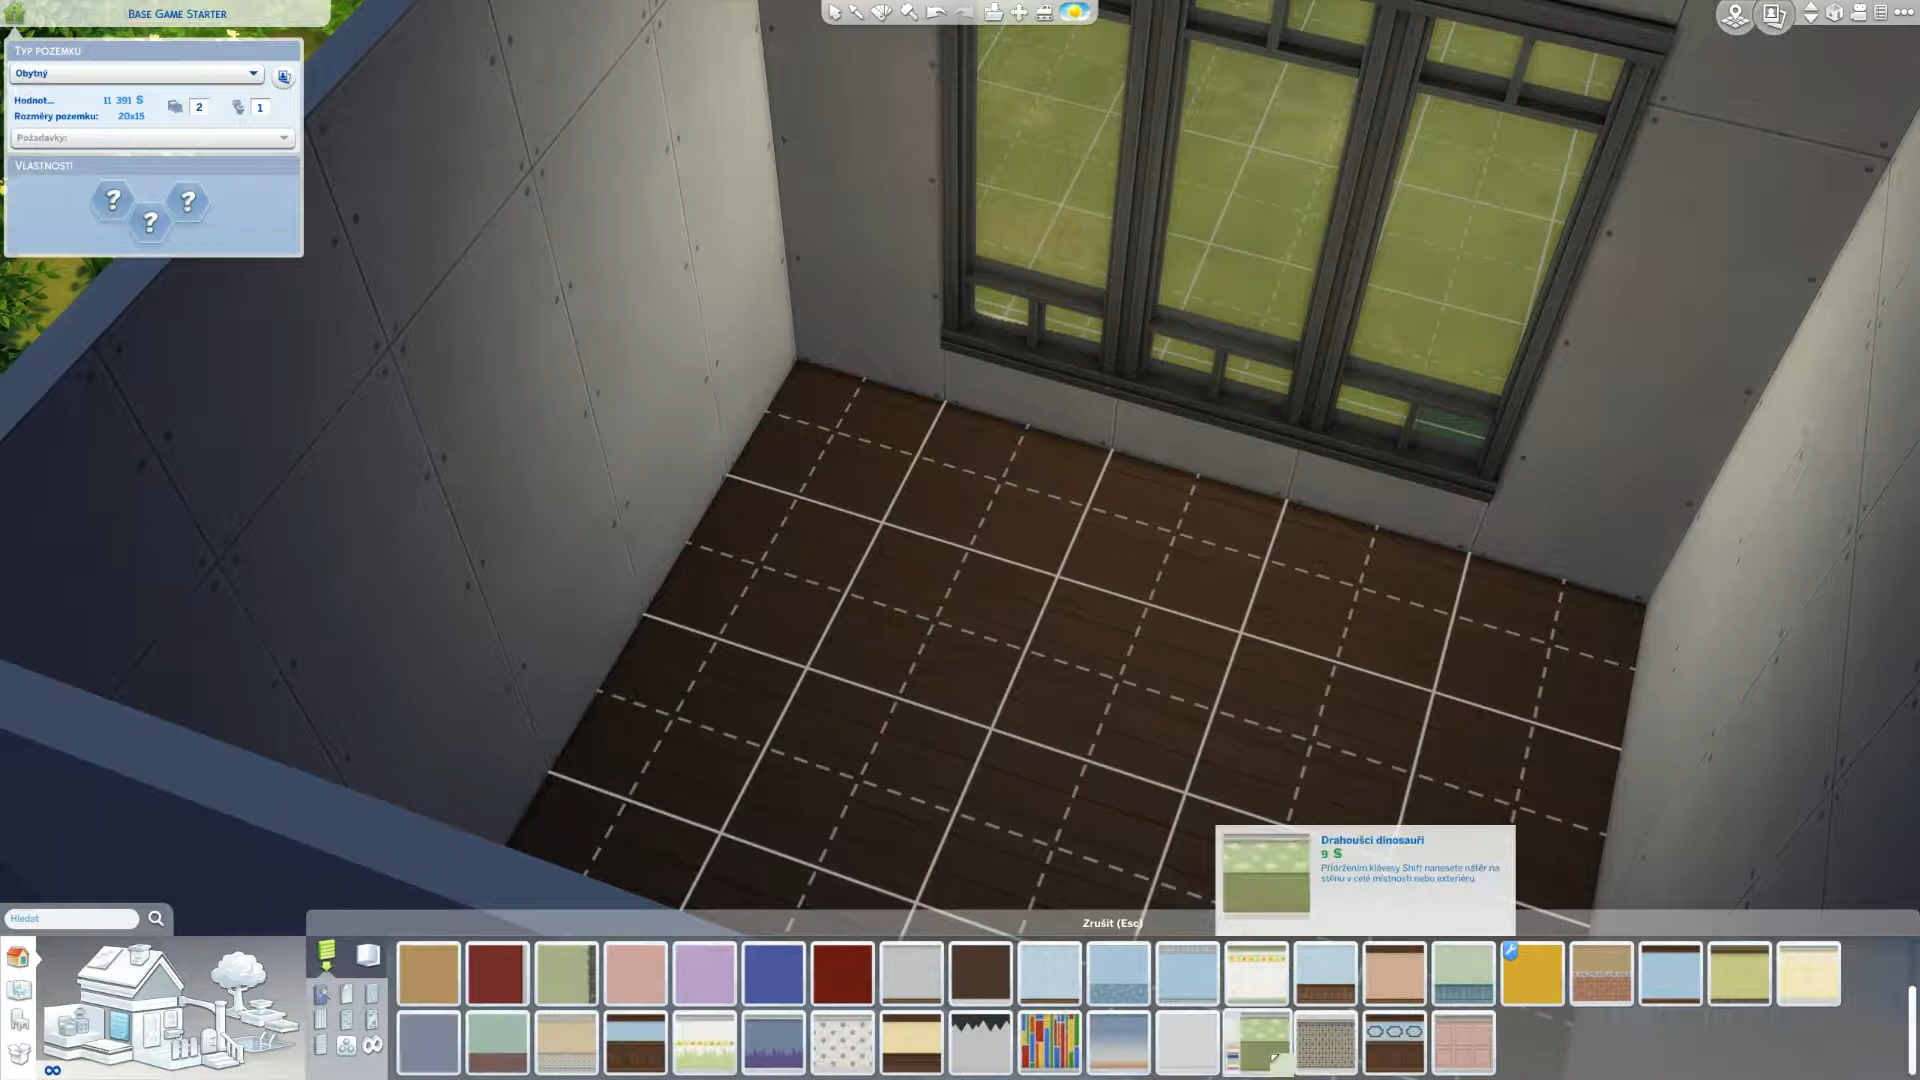 BASE GAME STARTER
TYP POZEMKU
Obytný
Hodnot... 11 391 $ 2 1
Rozměry pozemku: 20x15
Požadavky:
VLASTNOSTI
? ? ?
Drahoušci dinosauři
9 $
Přidržením klávesy Shift nanesete nátěr na
stěnu v celé místnosti nebo exteriéru.
Hledat
Zrušit (Esc)